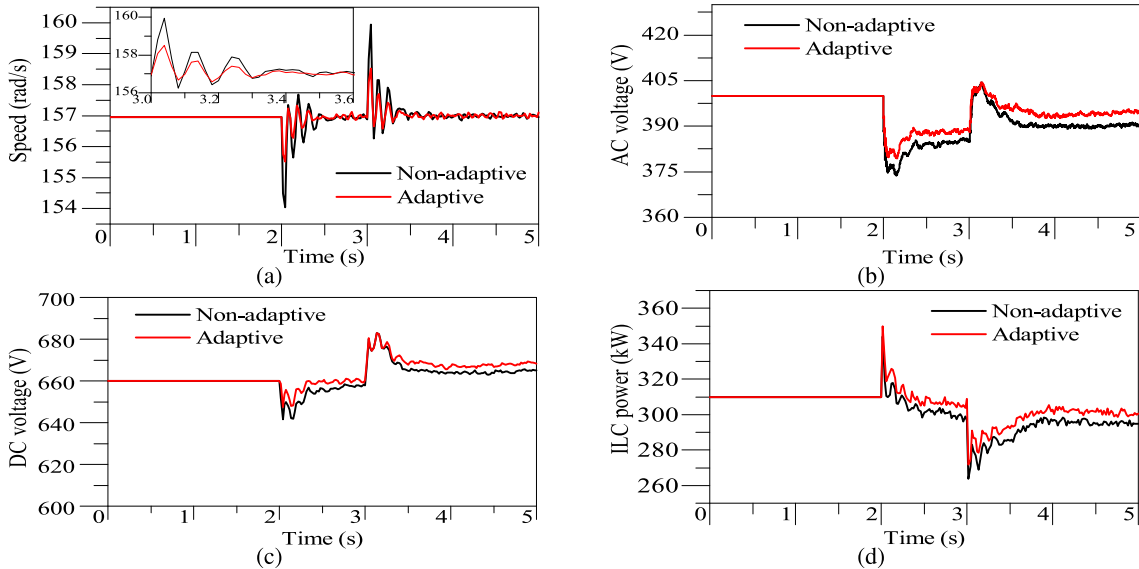 160
159
158
157
156
155
154
Speed (rad/s)
160
158
156
3.0 3.2 3.4 3.6
Non-adaptive
Adaptive
0 1 2 3 4 5
Time (s)
(a)
420
405
390
375
360
AC voltage (V)
Non-adaptive
Adaptive
0 1 2 3 4 5
Time (s)
(b)
700
680
660
640
620
600
DC voltage (V)
Non-adaptive
Adaptive
0 1 2 3 4 5
Time (s)
(c)
360
340
320
300
280
260
ILC power (kW)
Non-adaptive
Adaptive
0 1 2 3 4 5
Time (s)
(d)